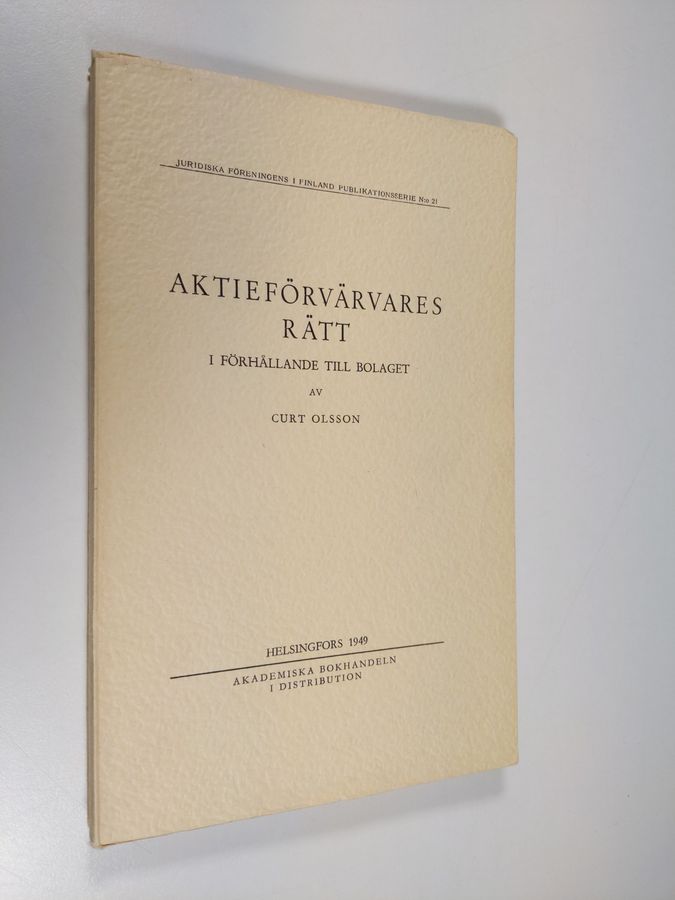 JURIDISKA FÖRENINGENS I FINLAND PUBLIKATIONSSERIE N:o 21
AKTIEFÖRVÄRVARES
RÄTT
I FÖRHÅLLANDE TILL BOLAGET
AV
CURT OLSSON
HELSINGFORS 1949
AKADEMISKA BOKHANDELN
I DISTRIBUTION